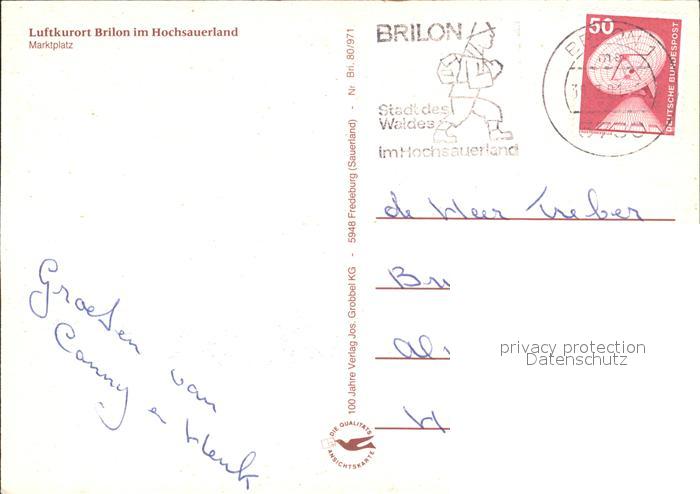 Luftkurort Brilon im Hochsauerland
Marktplatz
Groeten van
Conny en Henk
100 Jahre Verlag Jos. Grobbel KG - 5948 Fredeburg (Sauerland) - Nr Bri. 80/971
DIE QUALITÄTS
ANSICHTSKARTE
BRILON
Stadt des
Waldes
im Hochsauerland
50
DEUTSCHE BUNDESPOST
de Heer Treber
privacy protection
Datenschutz